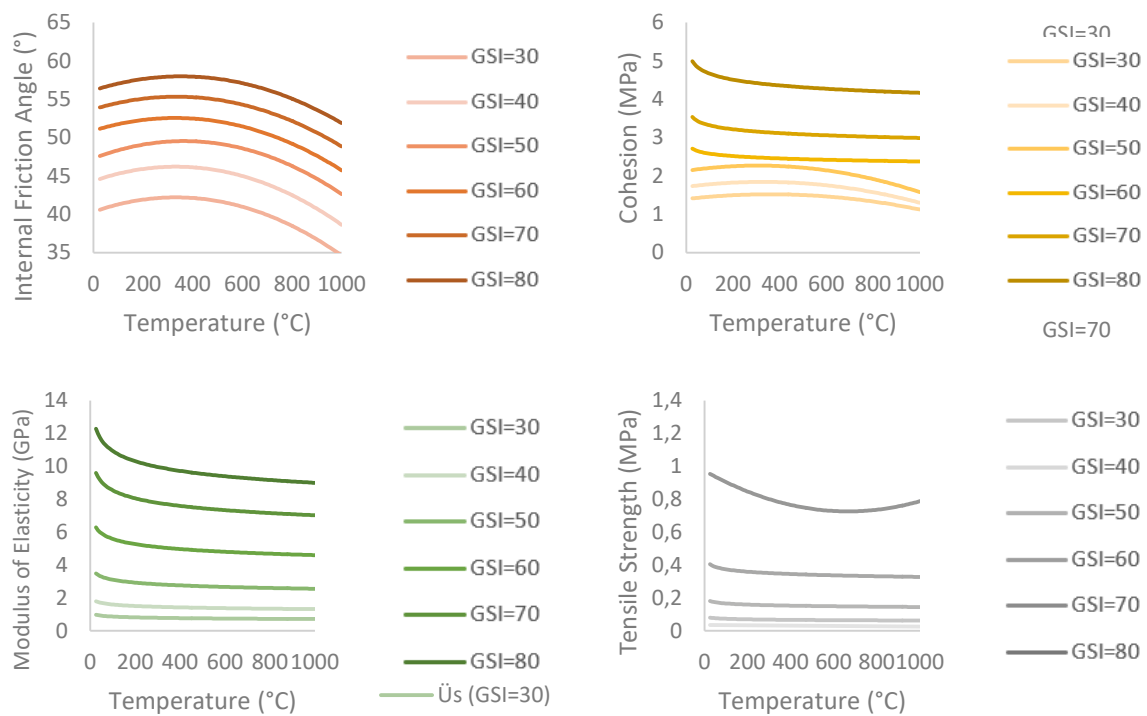 65
60
55
50
45
40
35
Internal Friction Angle (°)
0 200 400 600 800 1000
Temperature (°C)
GSI=30
GSI=40
GSI=50
GSI=60
GSI=70
GSI=80
6
5
4
3
2
1
0
Cohesion (MPa)
0 200 400 600 800 1000
Temperature (°C)
GSI=30
GSI=30
GSI=40
GSI=50
GSI=60
GSI=70
GSI=80
GSI=70
14
12
10
8
6
4
2
0
Modulus of Elasticity (GPa)
0 200 400 600 800 1000
Temperature (°C)
GSI=30
GSI=40
GSI=50
GSI=60
GSI=70
GSI=80
Üs (GSI=30)
1,4
1,2
1
0,8
0,6
0,4
0,2
0
Tensile Strength (MPa)
0 200 400 600 800 1000
Temperature (°C)
GSI=30
GSI=40
GSI=50
GSI=60
GSI=70
GSI=80